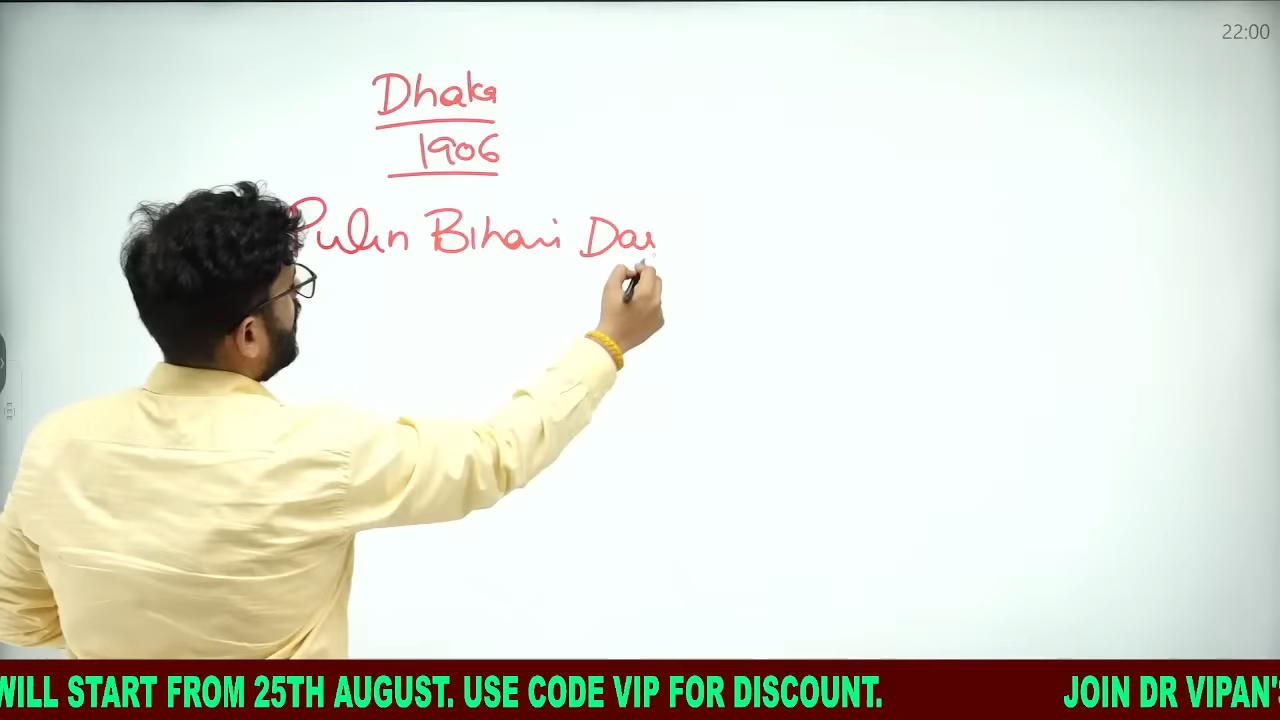 22:00
Dhaka
1906
Pulin Bihari Das
WILL START FROM 25TH AUGUST. USE CODE VIP FOR DISCOUNT. JOIN DR VIPAN'S